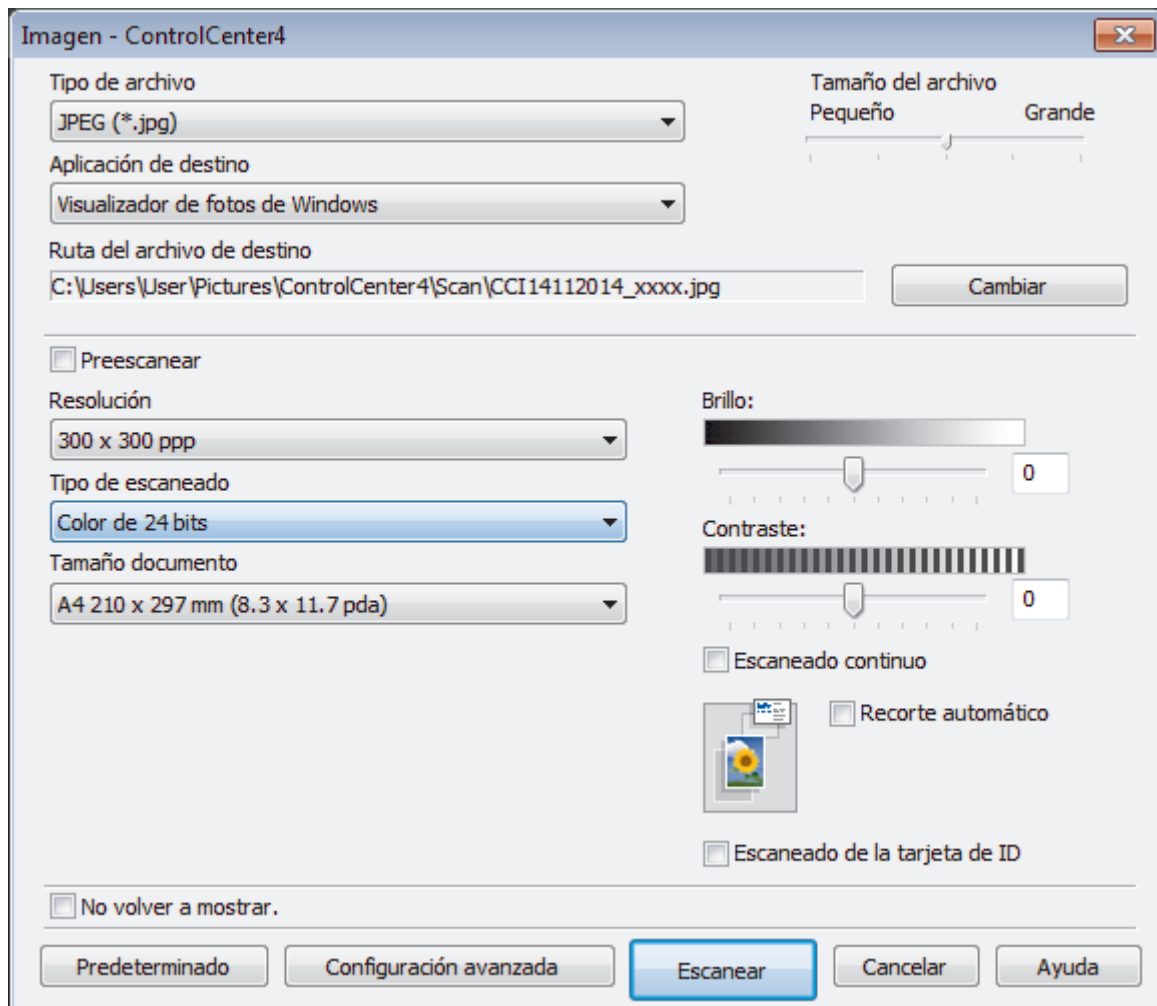 Imagen - ControlCenter4
Tipo de archivo
JPEG (*.jpg)
Tamaño del archivo
Pequeño Grande
Aplicación de destino
Visualizador de fotos de Windows
Ruta del archivo de destino
C:\Users\User\Pictures\ControlCenter4\Scan\CCI14112014_xxxx.jpg
Cambiar
Preescanear
Resolución
300 x 300 ppp
Tipo de escaneado
Color de 24 bits
Tamaño documento
A4 210 x 297 mm (8.3 x 11.7 pda)
Brillo:
0
Contraste:
0
Escaneado continuo
Recorte automático
Escaneado de la tarjeta de ID
No volver a mostrar.
Predeterminado Configuración avanzada Escanear Cancelar Ayuda